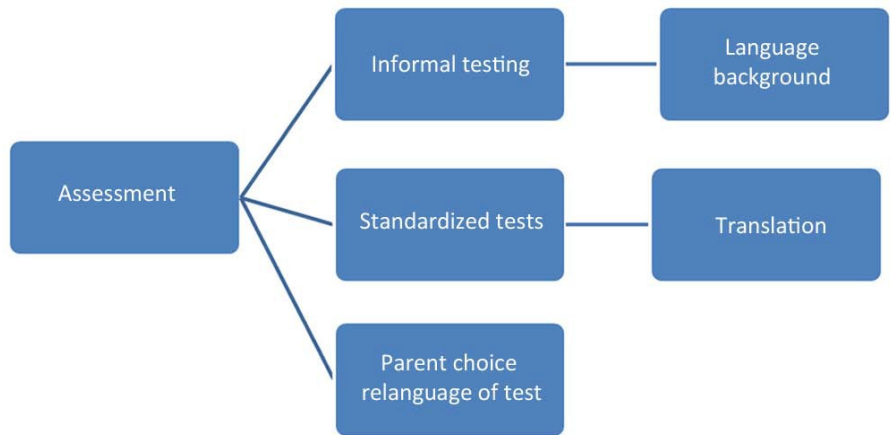 Assessment
Informal testing
Language
background
Standardized tests
Translation
Parent choice
relanguage of test